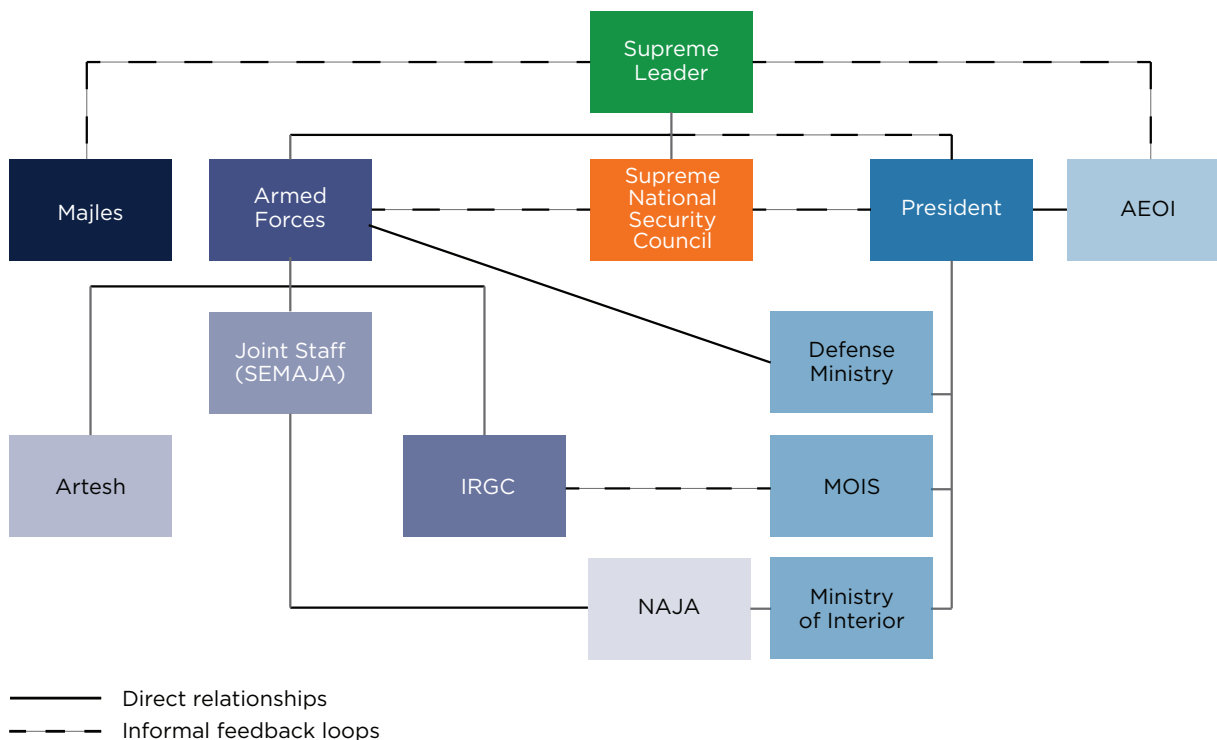 Supreme
Leader
Majles
Armed
Forces
Supreme
National
Security
Council
President
AEOI
Joint Staff
(SEMAJA)
Defense
Ministry
Artesh
IRGC
MOIS
NAJA
Ministry
of Interior
Direct relationships
Informal feedback loops